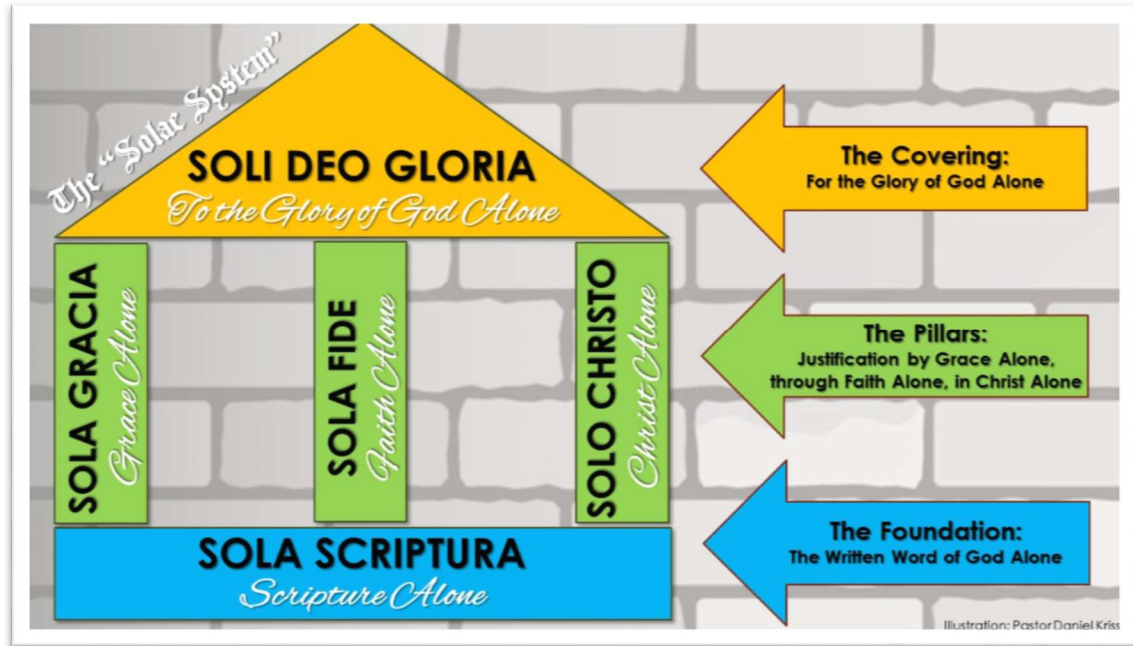 The “Solae System”
SOLI DEO GLORIA
To the Glory of God Alone
The Covering:
For the Glory of God Alone
SOLA GRACIA
Grace Alone
SOLA FIDE
Faith Alone
SOLO CHRISTO
Christ Alone
The Pillars:
Justification by Grace Alone,
through Faith Alone, in Christ Alone
SOLA SCRIPTURA
Scripture Alone
The Foundation:
The Written Word of God Alone
Illustration: Pastor Daniel Kriss